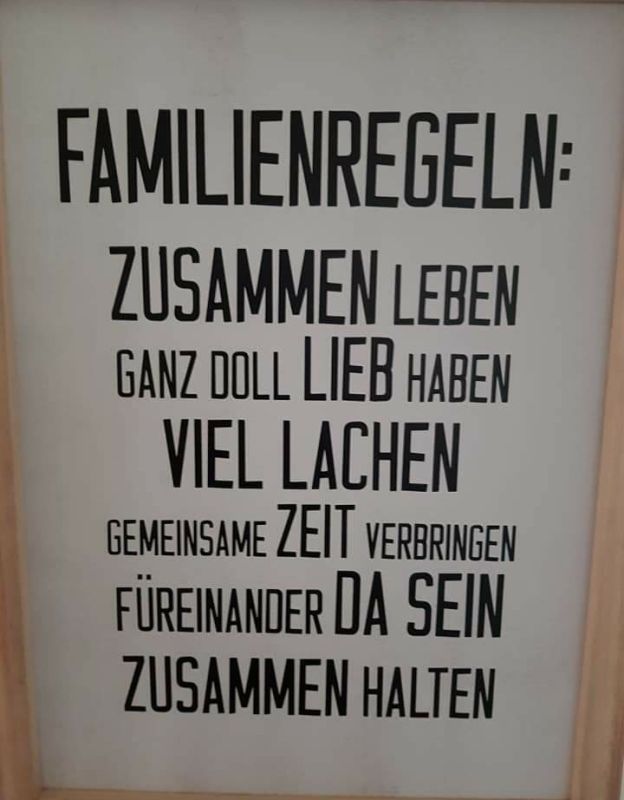 FAMILIENREGELN:
ZUSAMMEN LEBEN
GANZ DOLL LIEB HABEN
VIEL LACHEN
GEMEINSAME ZEIT VERBRINGEN
FÜREINANDER DA SEIN
ZUSAMMEN HALTEN